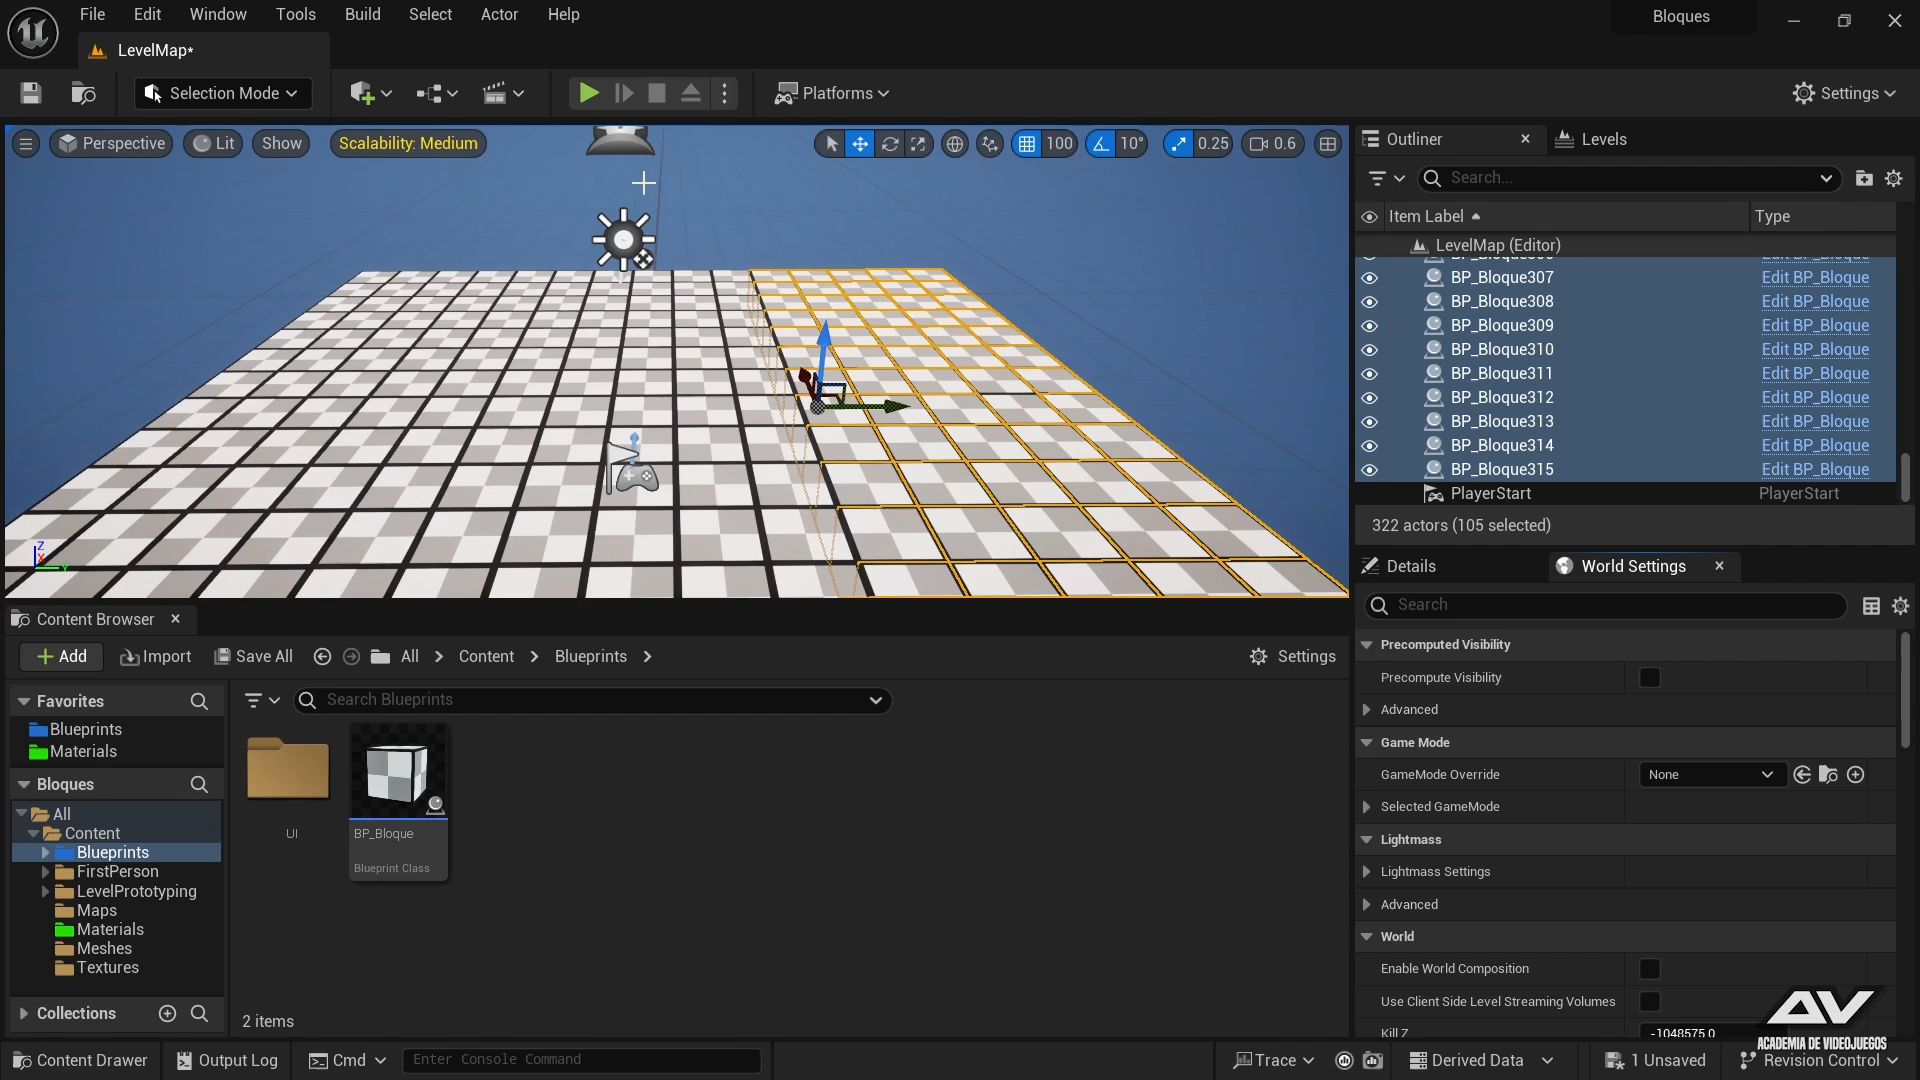 File Edit Window Tools Build Select Actor Help
Bloques
LevelMap*
Selection Mode
Platforms
Settings
Perspective Lit Show Scalability: Medium
100 10° 0.25 0.6
Outliner Levels
Search...
Item Label Type
LevelMap (Editor)
BP_Bloque307 Edit BP_Bloque
BP_Bloque308 Edit BP_Bloque
BP_Bloque309 Edit BP_Bloque
BP_Bloque310 Edit BP_Bloque
BP_Bloque311 Edit BP_Bloque
BP_Bloque312 Edit BP_Bloque
BP_Bloque313 Edit BP_Bloque
BP_Bloque314 Edit BP_Bloque
BP_Bloque315 Edit BP_Bloque
PlayerStart PlayerStart
322 actors (105 selected)
Z
X
Y
Details World Settings
Search
Precomputed Visibility
Precompute Visibility
Advanced
Game Mode
GameMode Override None
Selected GameMode
Lightmass
Lightmass Settings
Advanced
World
Enable World Composition
Use Client Side Level Streaming Volumes
Kill Z -1048575.0
Content Browser
Add Import Save All All Content Blueprints Settings
Favorites
Blueprints
Materials
Bloques
All
Content
Blueprints
FirstPerson
LevelPrototyping
Maps
Materials
Meshes
Textures
Collections
Search Blueprints
UI
BP_Bloque
Blueprint Class
2 items
AV
ACADEMIA DE VIDEOJUEGOS
Content Drawer Output Log Cmd Enter Console Command Trace Derived Data 1 Unsaved Revision Control